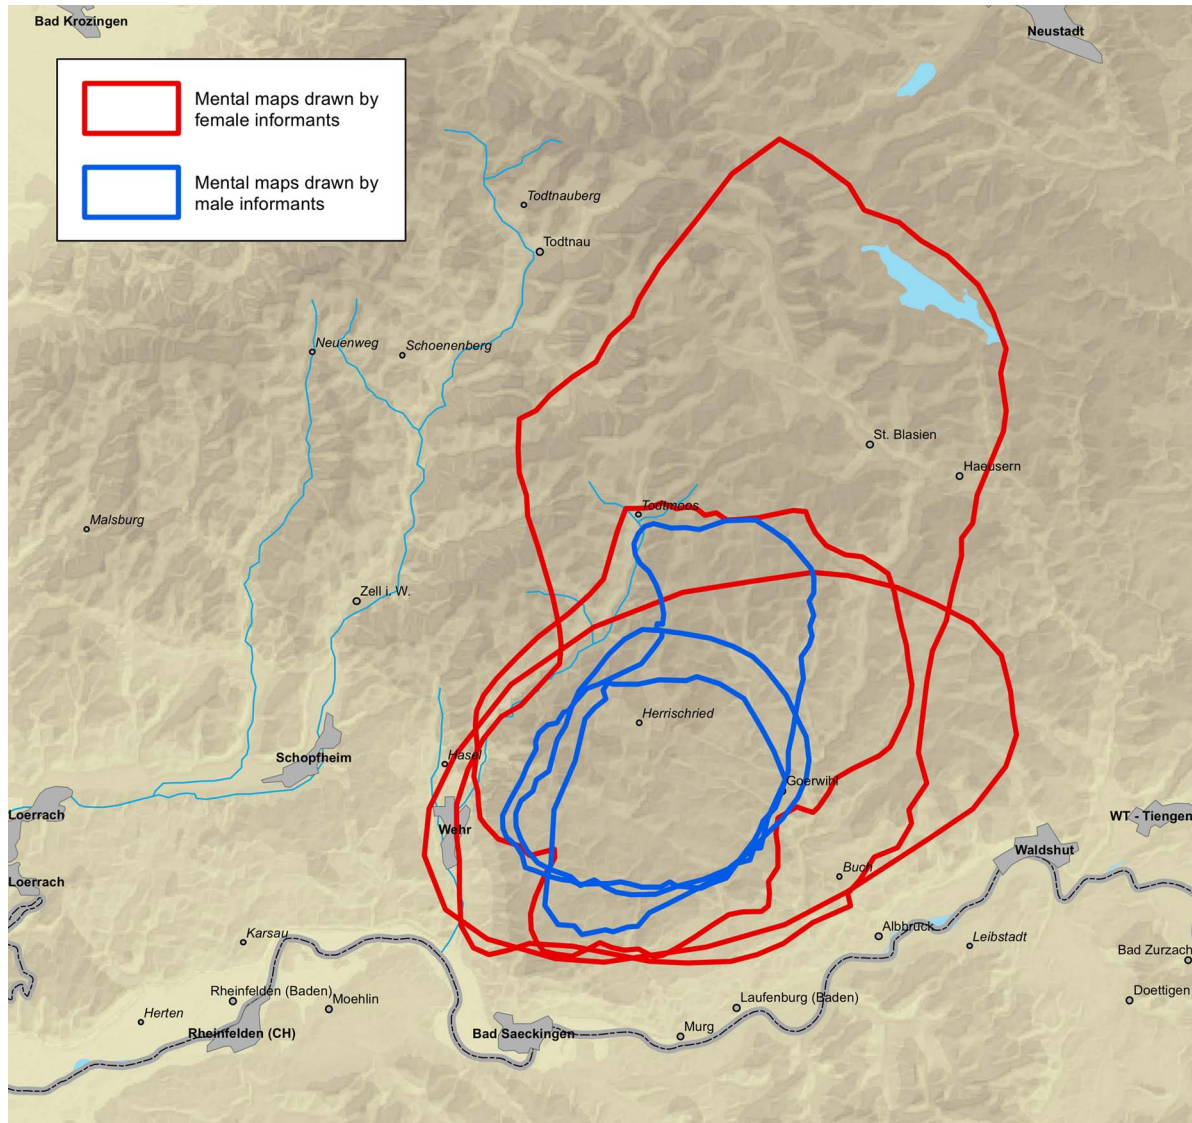 Bad Krozingen
Neustadt
Mental maps drawn by
female informants
Mental maps drawn by
male informants
Todtnauberg
Todtnau
Neuenweg
Schoenenberg
St. Blasien
Haeusern
Todtmoos
Malsburg
Zell i. W.
Herrischried
Hasel
Schopfheim
Goerwihl
Loerrach
Wehr
WT - Tiengen
Waldshut
Buch
Loerrach
Albbruck
Karsau
Leibstadt
Bad Zurzach
Rheinfelden (Baden)
Moehlin
Laufenburg (Baden)
Doettigen
Herten
Rheinfelden (CH)
Bad Saeckingen
Murg